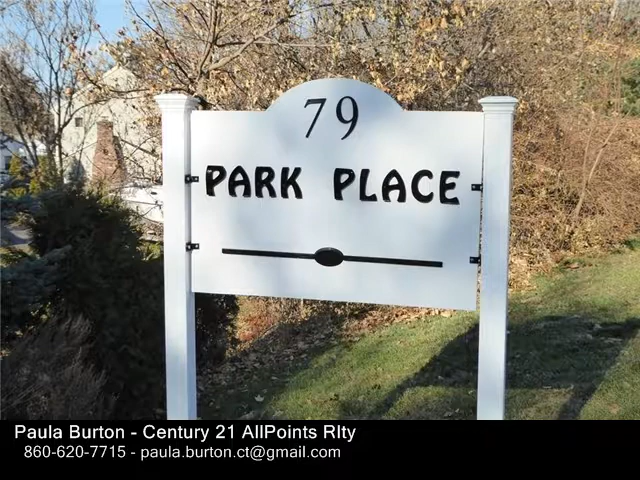 79
PARK PLACE
Paula Burton - Century 21 AllPoints Rlty
860-620-7715 - paula.burton.ct@gmail.com